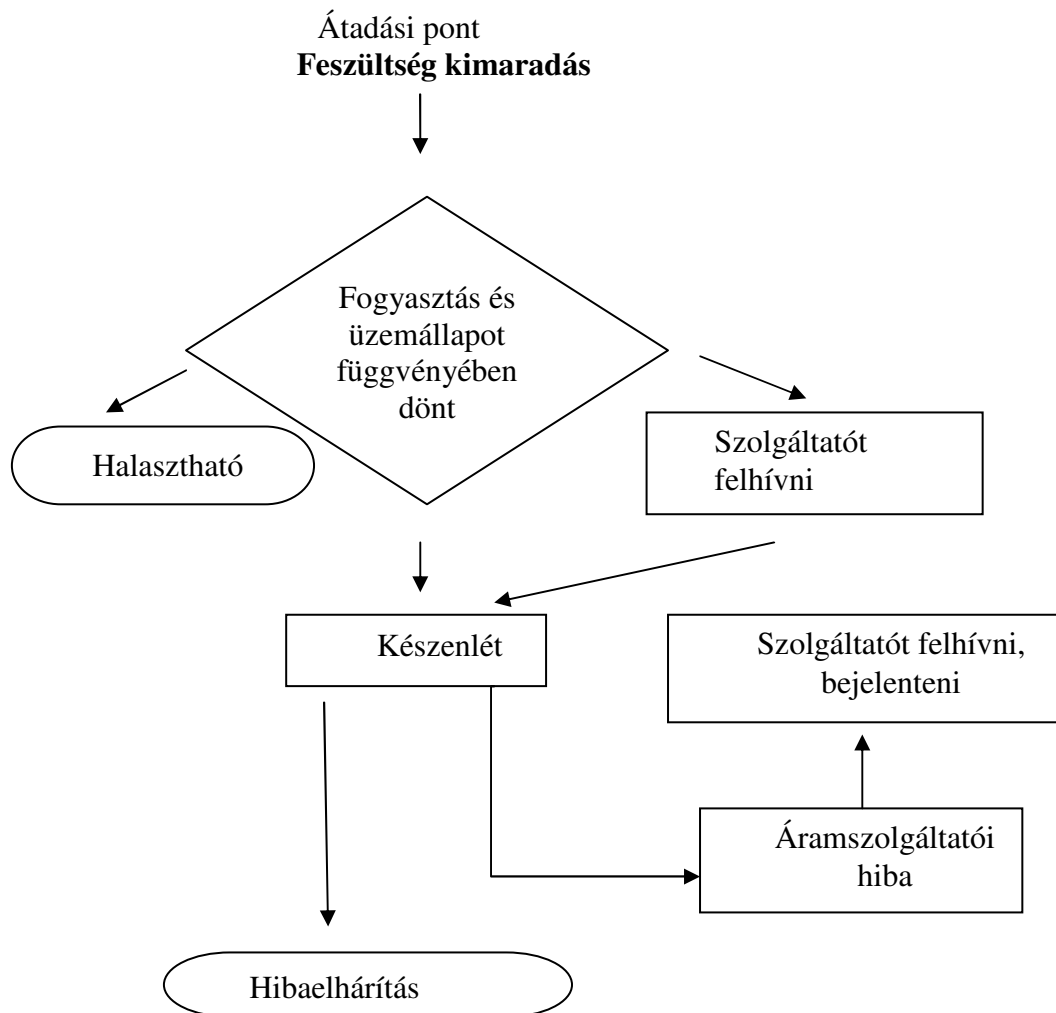 Átadási pont
Feszültség kimaradás
Fogyasztás és
üzemállapot
függvényében
dönt
Halasztható
Szolgáltatót
felhívni
Készenlét
Szolgáltatót felhívni,
bejelenteni
Áramszolgáltatói
hiba
Hibaelhárítás